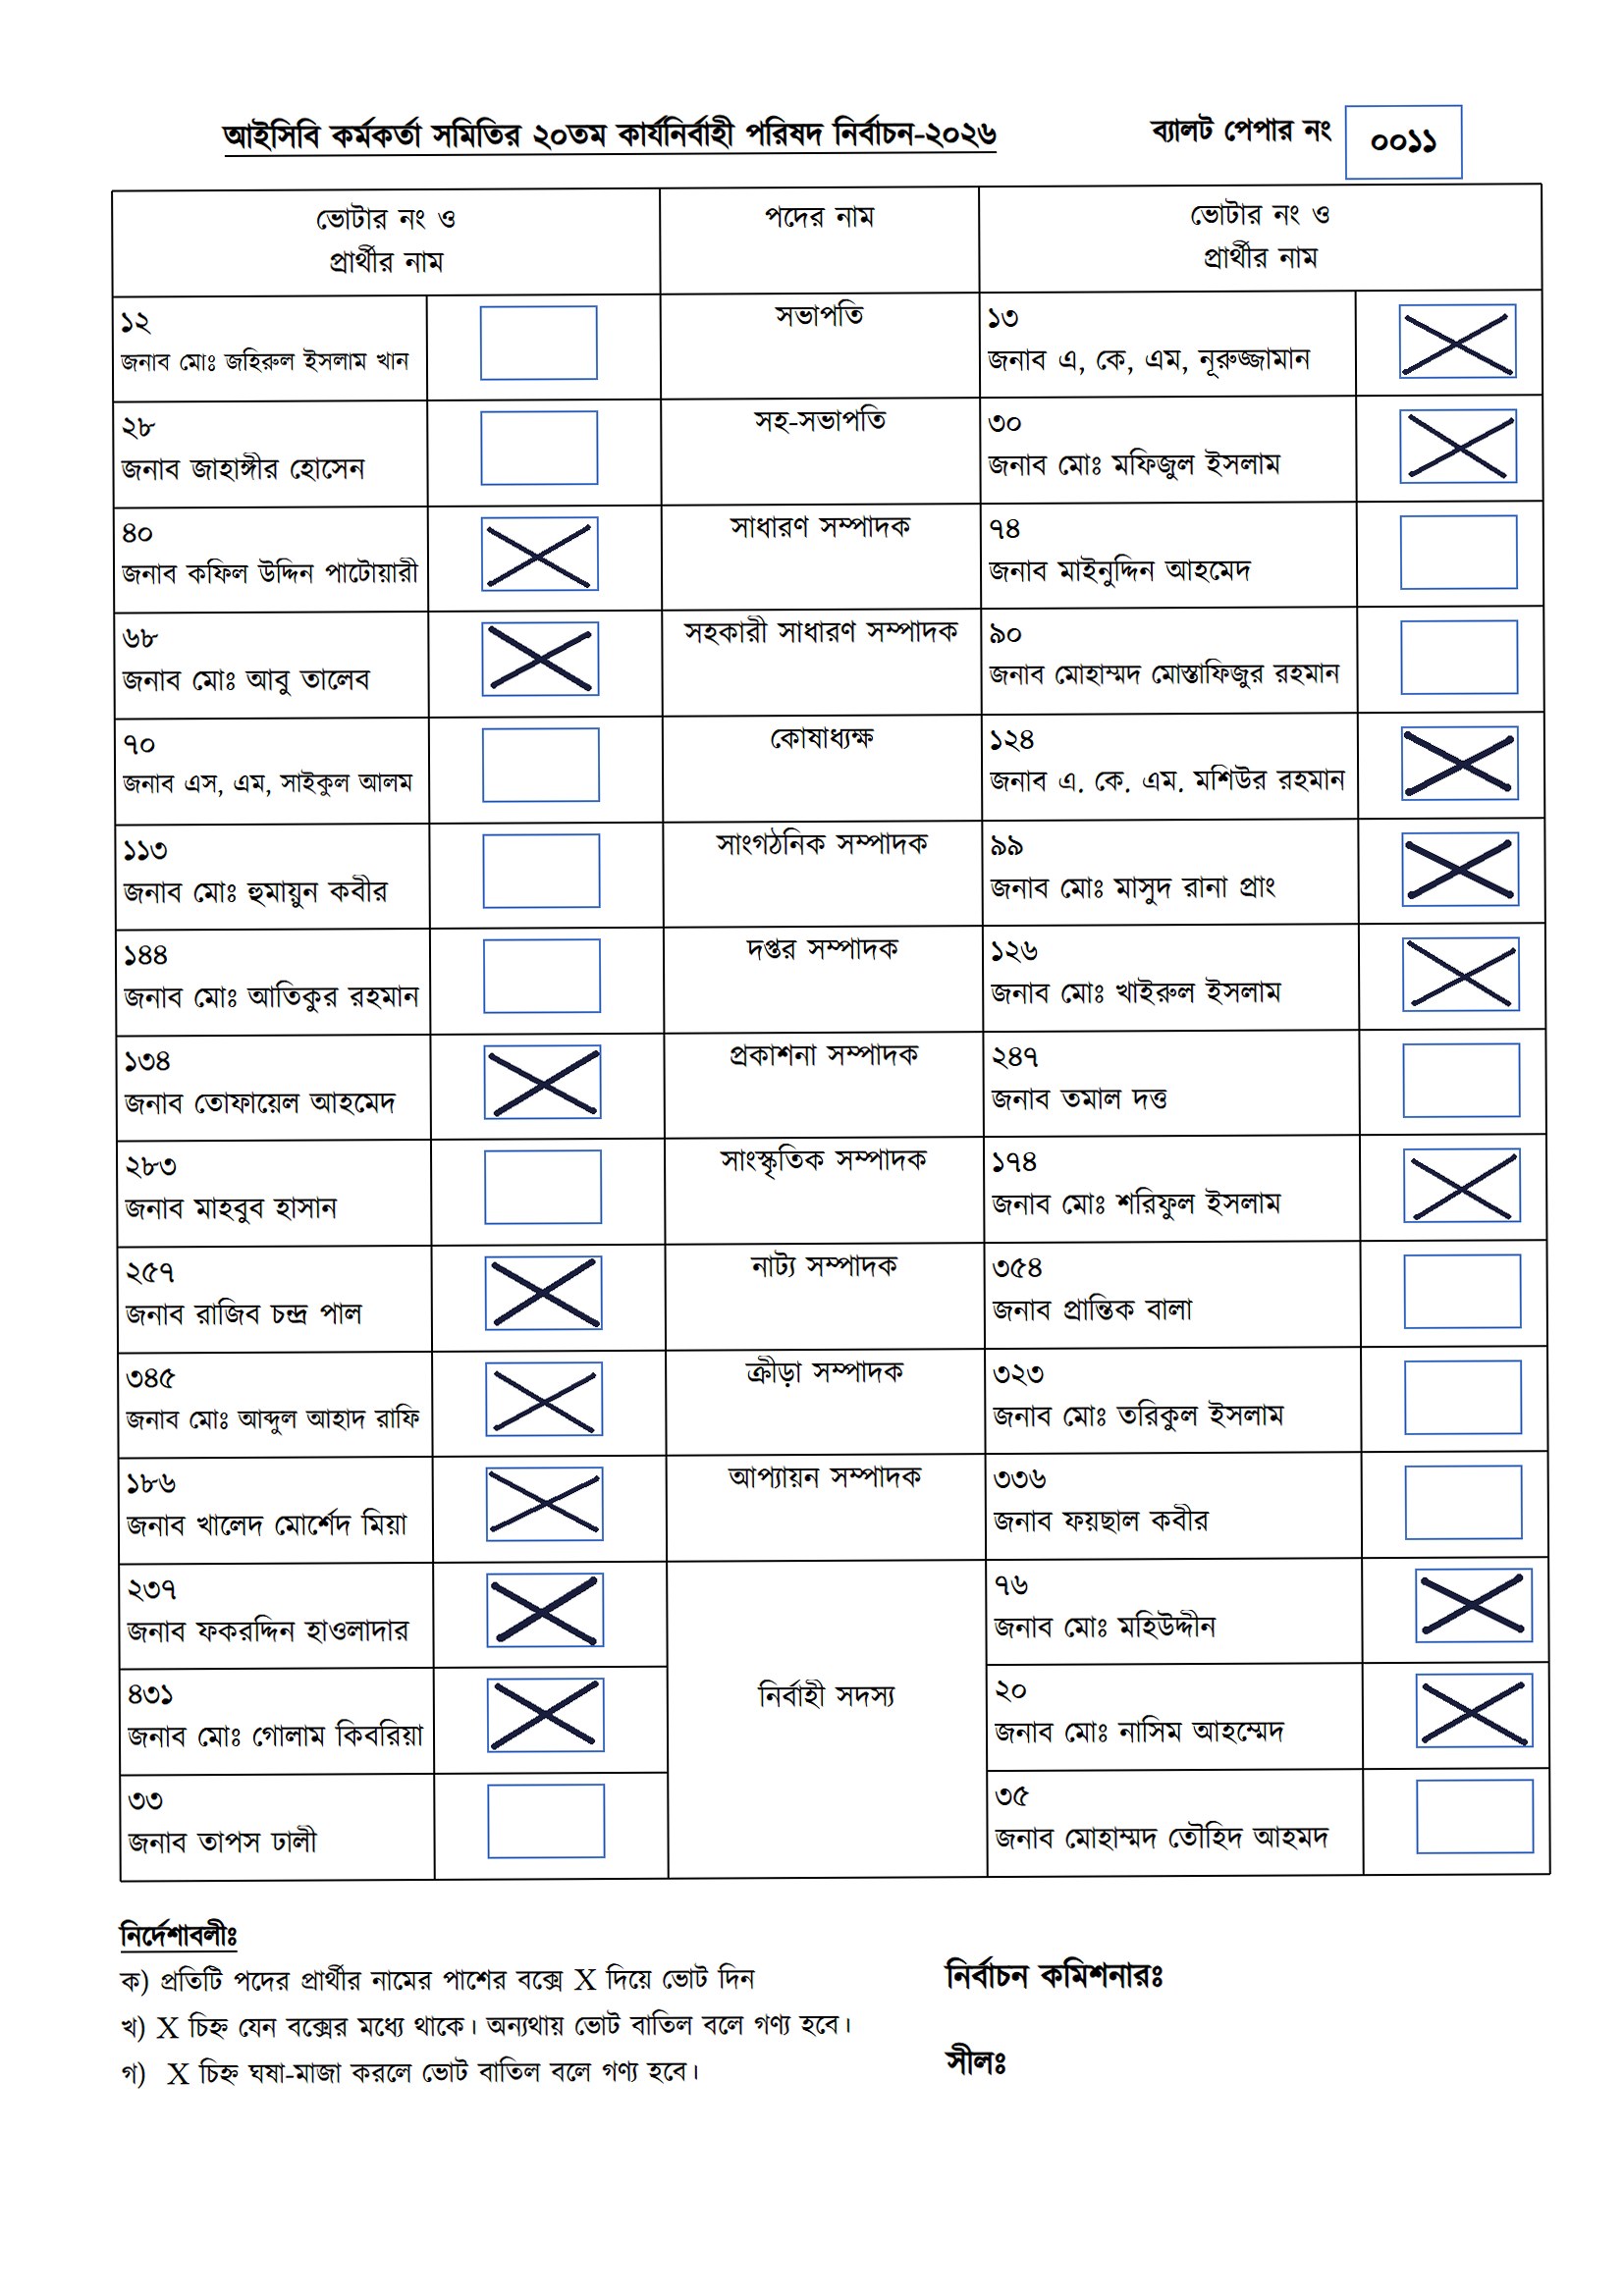 আইসিবি কর্মকর্তা সমিতির ২০তম কার্যনির্বাহী পরিষদ নির্বাচন-২০২৬
ব্যালট পেপার নং ০০১১
ভোটার নং ও
প্রার্থীর নাম
পদের নাম
ভোটার নং ও
প্রার্থীর নাম
১২
জনাব মোঃ জহিরুল ইসলাম খান
সভাপতি
১৩
জনাব এ, কে, এম, নূরুজ্জামান
২৮
জনাব জাহাঙ্গীর হোসেন
সহ-সভাপতি
৩০
জনাব মোঃ মফিজুল ইসলাম
৪০
জনাব কফিল উদ্দিন পাটোয়ারী
সাধারণ সম্পাদক
৭৪
জনাব মাইনুদ্দিন আহমেদ
৬৮
জনাব মোঃ আবু তালেব
সহকারী সাধারণ সম্পাদক
৯০
জনাব মোহাম্মদ মোস্তাফিজুর রহমান
৭০
জনাব এস, এম, সাইকুল আলম
কোষাধ্যক্ষ
১২৪
জনাব এ. কে. এম. মশিউর রহমান
১১৩
জনাব মোঃ হুমায়ুন কবীর
সাংগঠনিক সম্পাদক
৯৯
জনাব মোঃ মাসুদ রানা প্রাং
১৪৪
জনাব মোঃ আতিকুর রহমান
দপ্তর সম্পাদক
১২৬
জনাব মোঃ খাইরুল ইসলাম
১৩৪
জনাব তোফায়েল আহমেদ
প্রকাশনা সম্পাদক
২৪৭
জনাব তমাল দত্ত
২৮৩
জনাব মাহবুব হাসান
সাংস্কৃতিক সম্পাদক
১৭৪
জনাব মোঃ শরিফুল ইসলাম
২৫৭
জনাব রাজিব চন্দ্র পাল
নাট্য সম্পাদক
৩৫৪
জনাব প্রান্তিক বালা
৩৪৫
জনাব মোঃ আব্দুল আহাদ রাফি
ক্রীড়া সম্পাদক
৩২৩
জনাব মোঃ তরিকুল ইসলাম
১৮৬
জনাব খালেদ মোর্শেদ মিয়া
আপ্যায়ন সম্পাদক
৩৩৬
জনাব ফয়ছাল কবীর
২৩৭
জনাব ফকরদ্দিন হাওলাদার
৭৬
জনাব মোঃ মহিউদ্দীন
৪৩১
জনাব মোঃ গোলাম কিবরিয়া
নির্বাহী সদস্য
২০
জনাব মোঃ নাসিম আহম্মেদ
৩৩
জনাব তাপস ঢালী
৩৫
জনাব মোহাম্মদ তৌহিদ আহমদ
নির্দেশাবলীঃ
ক) প্রতিটি পদের প্রার্থীর নামের পাশের বক্সে X দিয়ে ভোট দিন
খ) X চিহ্ন যেন বক্সের মধ্যে থাকে। অন্যথায় ভোট বাতিল বলে গণ্য হবে।
গ) X চিহ্ন ঘষা-মাজা করলে ভোট বাতিল বলে গণ্য হবে।
নির্বাচন কমিশনারঃ
সীলঃ